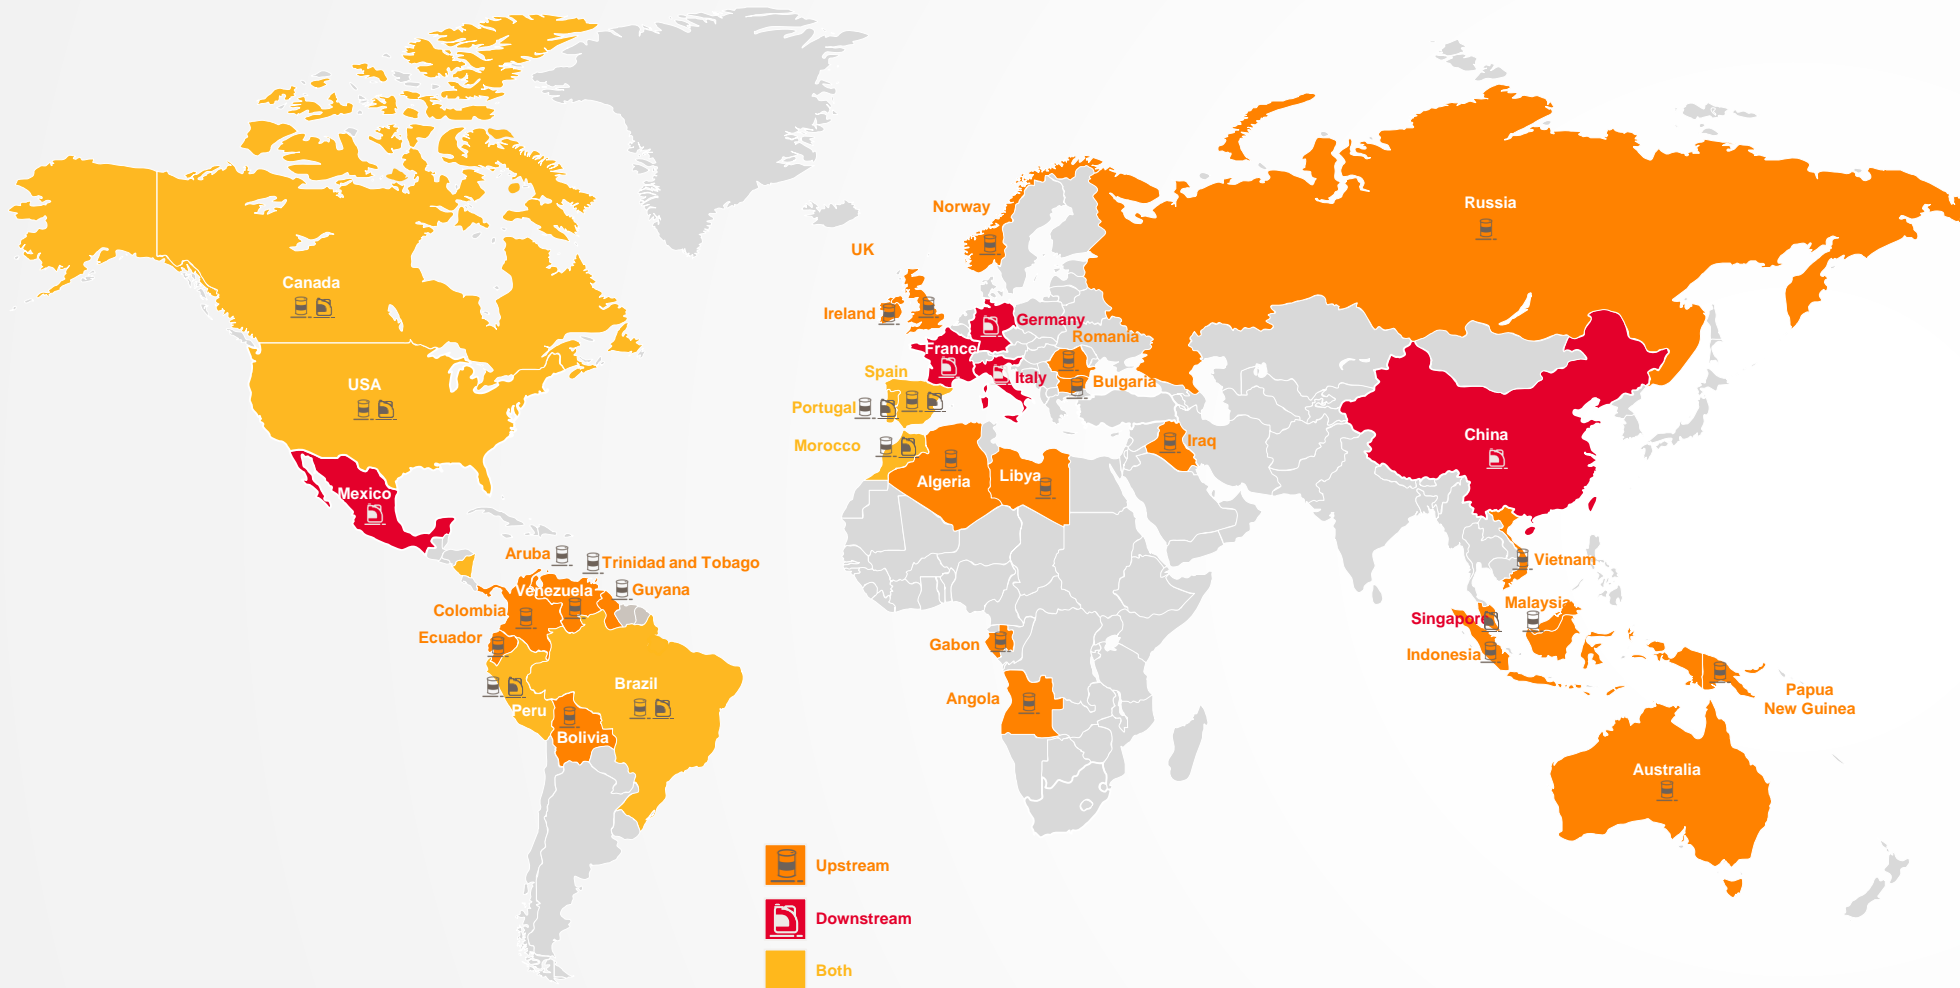 Canada
USA
Mexico
Aruba
Trinidad and Tobago
Venezuela
Guyana
Colombia
Ecuador
Peru
Brazil
Bolivia
Norway
UK
Ireland
Germany
France
Romania
Spain
Italy
Bulgaria
Portugal
Morocco
Algeria
Libya
Iraq
Gabon
Angola
Russia
China
Vietnam
Malaysia
Singapore
Indonesia
Papua
New Guinea
Australia
Upstream
Downstream
Both